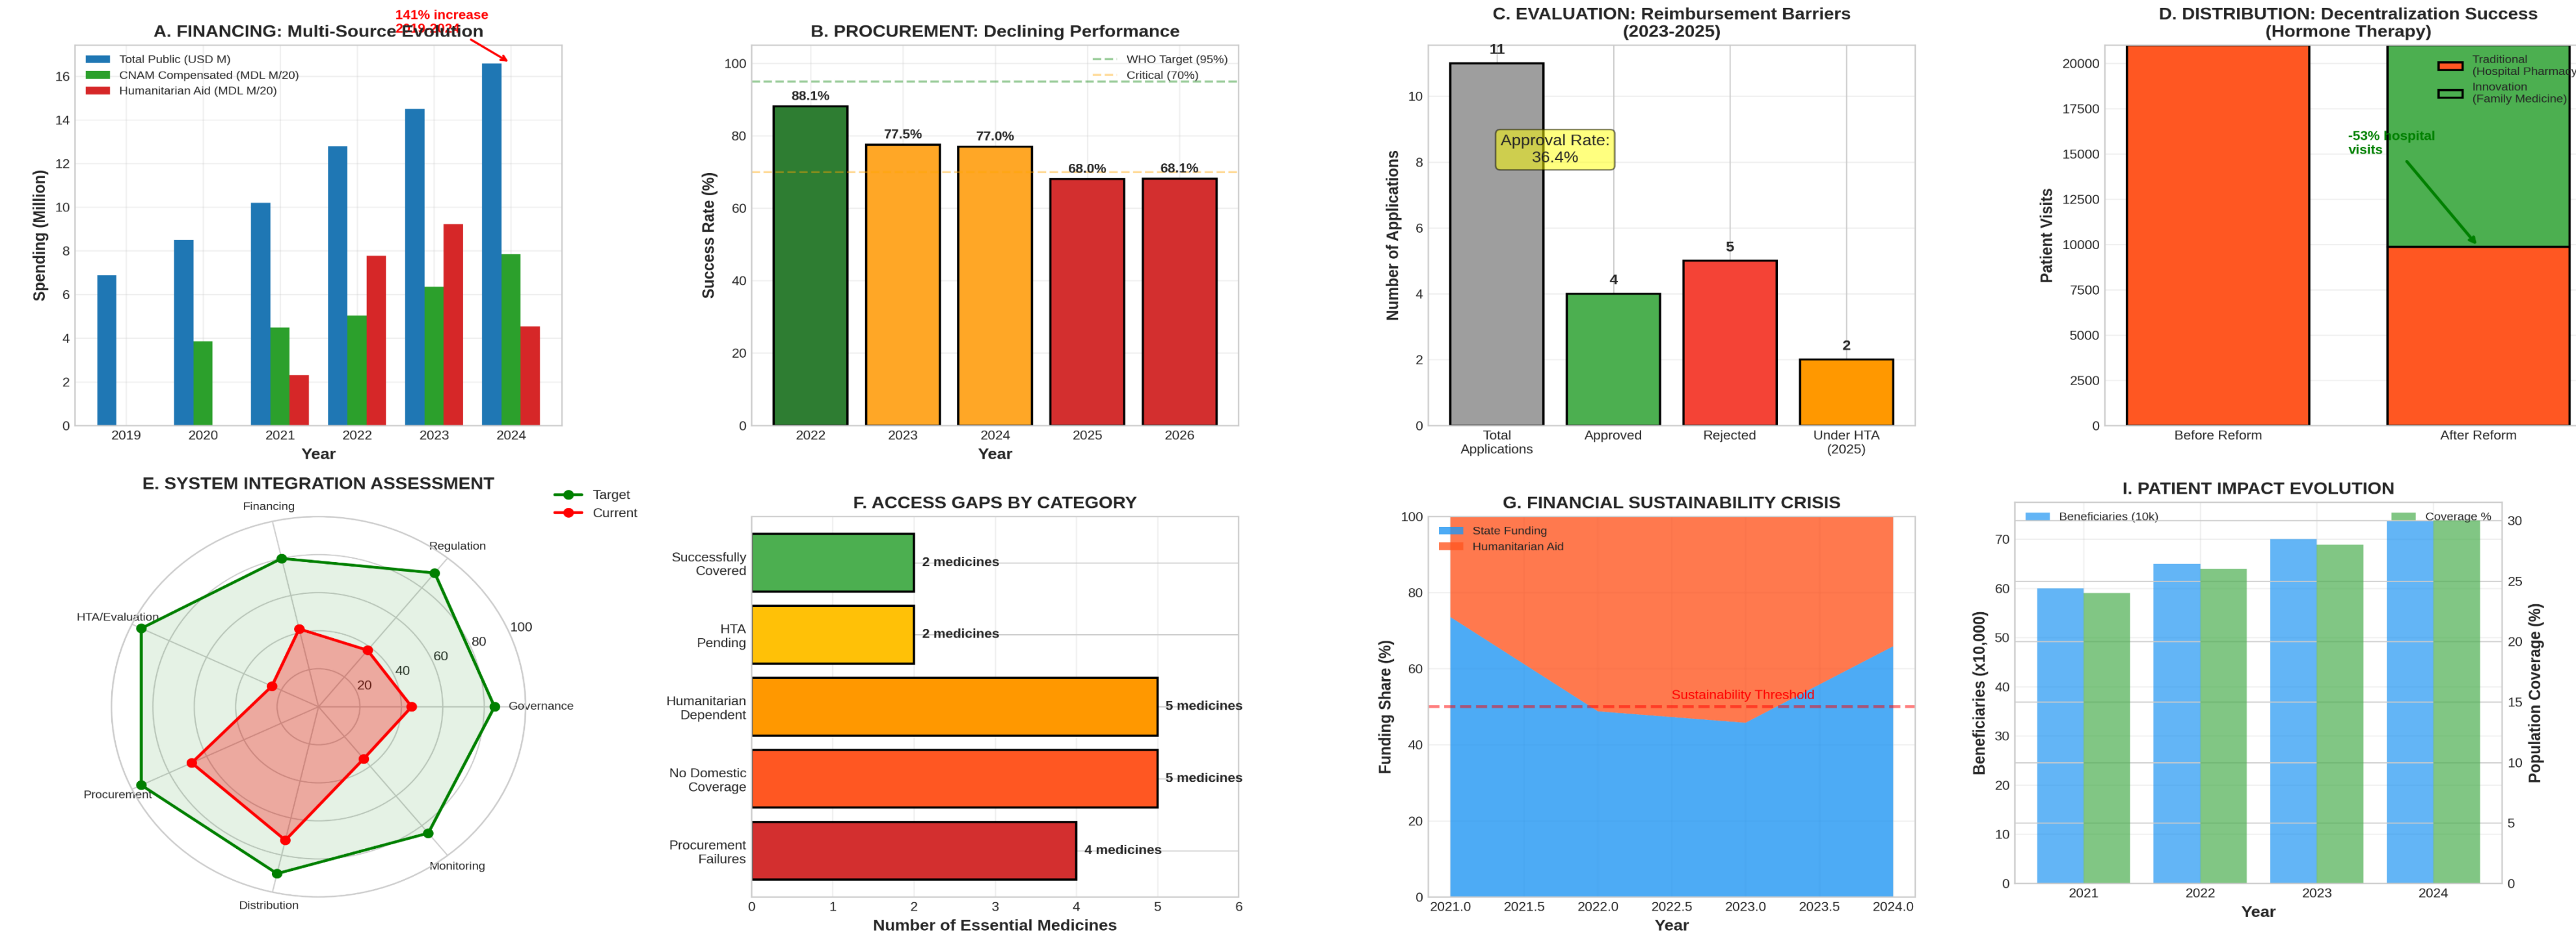 141% increase
2019-2024
A. FINANCING: Multi-Source Evolution
Total Public (USD M)
CNAM Compensated (MDL M/20)
Humanitarian Aid (MDL M/20)
Spending (Million)
16
14
12
10
8
6
4
2
0
2019
2020
2021
2022
2023
2024
Year
B. PROCUREMENT: Declining Performance
WHO Target (95%)
Critical (70%)
Success Rate (%)
100
80
60
40
20
0
88.1%
77.5%
77.0%
68.0%
68.1%
2022
2023
2024
2025
2026
Year
C. EVALUATION: Reimbursement Barriers
(2023-2025)
Number of Applications
10
8
6
4
2
0
11
4
5
2
Approval Rate:
36.4%
Total
Applications
Approved
Rejected
Under HTA
(2025)
D. DISTRIBUTION: Decentralization Success
(Hormone Therapy)
Traditional
(Hospital Pharmacy
Innovation
(Family Medicine)
-53% hospital
visits
Patient Visits
20000
17500
15000
12500
10000
7500
5000
2500
0
Before Reform
After Reform
E. SYSTEM INTEGRATION ASSESSMENT
Target
Current
Financing
Regulation
HTA/Evaluation
Governance
Procurement
Distribution
Monitoring
20
40
60
80
100
F. ACCESS GAPS BY CATEGORY
Successfully
Covered
2 medicines
HTA
Pending
2 medicines
Humanitarian
Dependent
5 medicines
No Domestic
Coverage
5 medicines
Procurement
Failures
4 medicines
0
1
2
3
4
5
6
Number of Essential Medicines
G. FINANCIAL SUSTAINABILITY CRISIS
State Funding
Humanitarian Aid
Sustainability Threshold
Funding Share (%)
100
80
60
40
20
0
2021.0
2021.5
2022.0
2022.5
2023.0
2023.5
2024.0
Year
I. PATIENT IMPACT EVOLUTION
Beneficiaries (10k)
Coverage %
Beneficiaries (x10,000)
70
60
50
40
30
20
10
0
Population Coverage (%)
30
25
20
15
10
5
0
2021
2022
2023
2024
Year